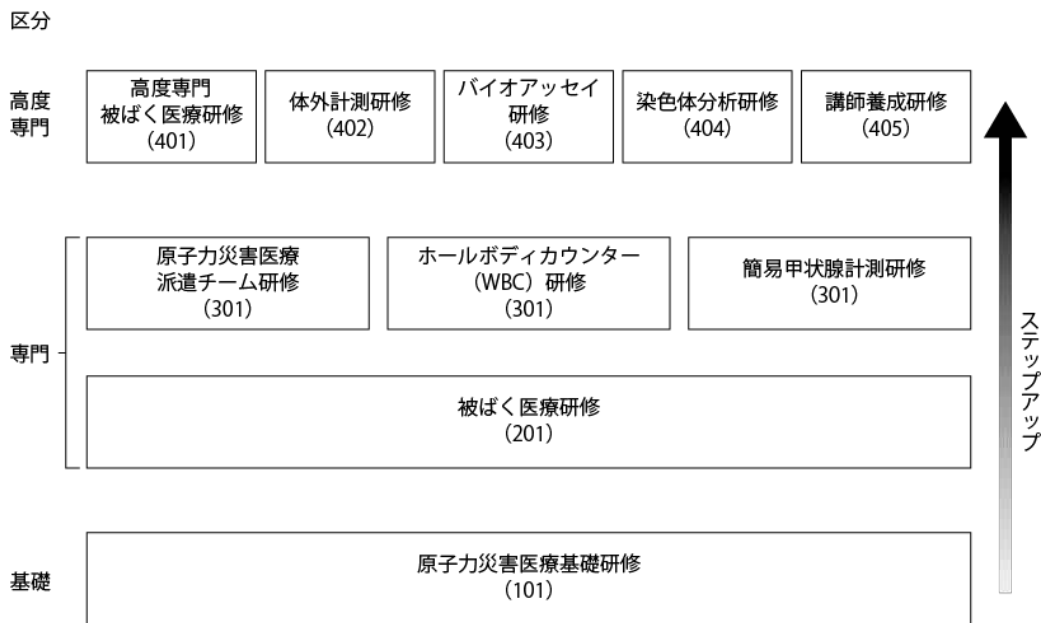 区分
高度
専門
高度専門
被ばく医療研修
(401)
体外計測研修
(402)
バイオアッセイ
研修
(403)
染色体分析研修
(404)
講師養成研修
(405)
専門
原子力災害医療
派遣チーム研修
(301)
ホールボディカウンター
(WBC) 研修
(301)
簡易甲状腺計測研修
(301)
被ばく医療研修
(201)
基礎
原子力災害医療基礎研修
(101)
ステップアップ